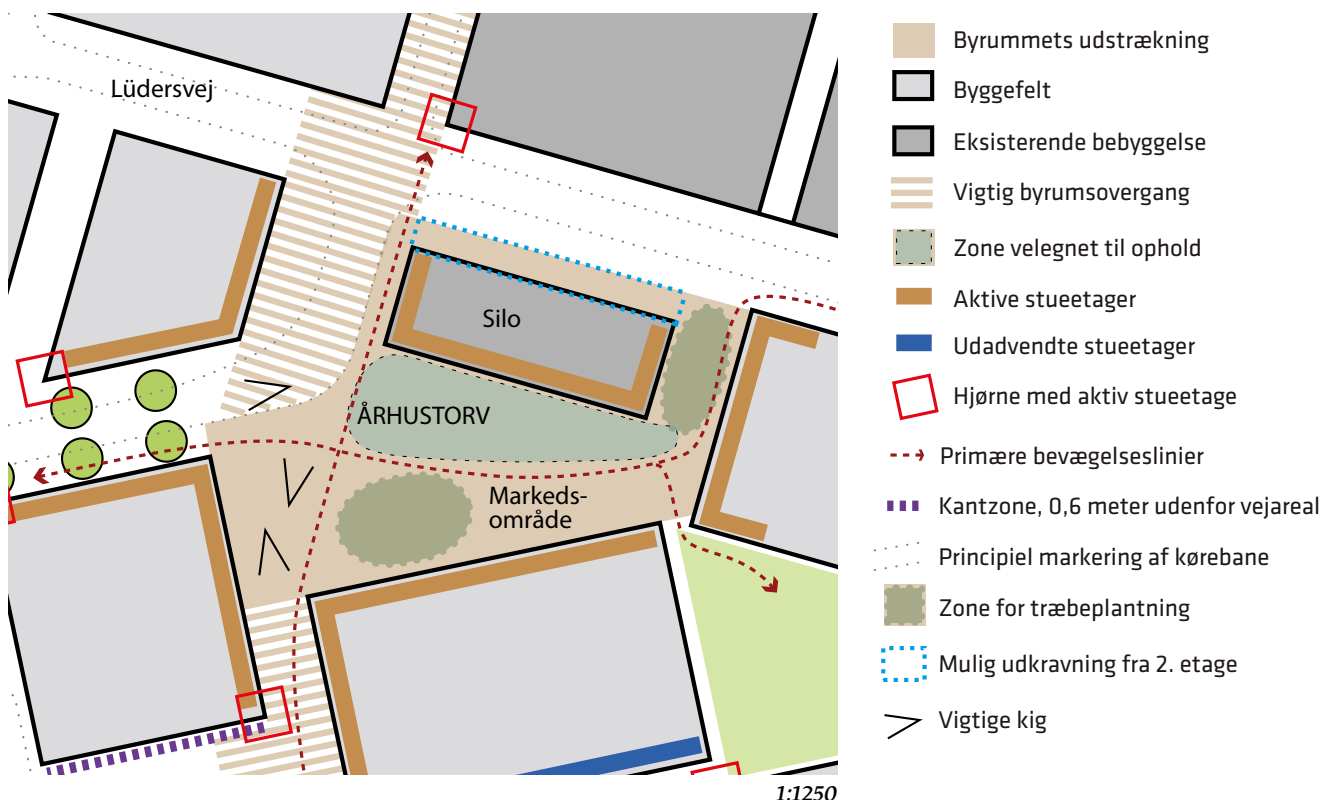 Lüdersvej
Silo
ÅRHUSTORV
Markeds-
område
Byrummets udstrækning
Byggefelt
Eksisterende bebyggelse
Vigtig byrumsovergang
Zone velegnet til ophold
Aktive stueetager
Udadvendte stueetager
Hjørne med aktiv stueetage
Primære bevægelseslinier
Kantzone, 0,6 meter udenfor vejareal
Principiel markering af kørebane
Zone for træbeplantning
Mulig udkravning fra 2. etage
Vigtige kig
1:1250